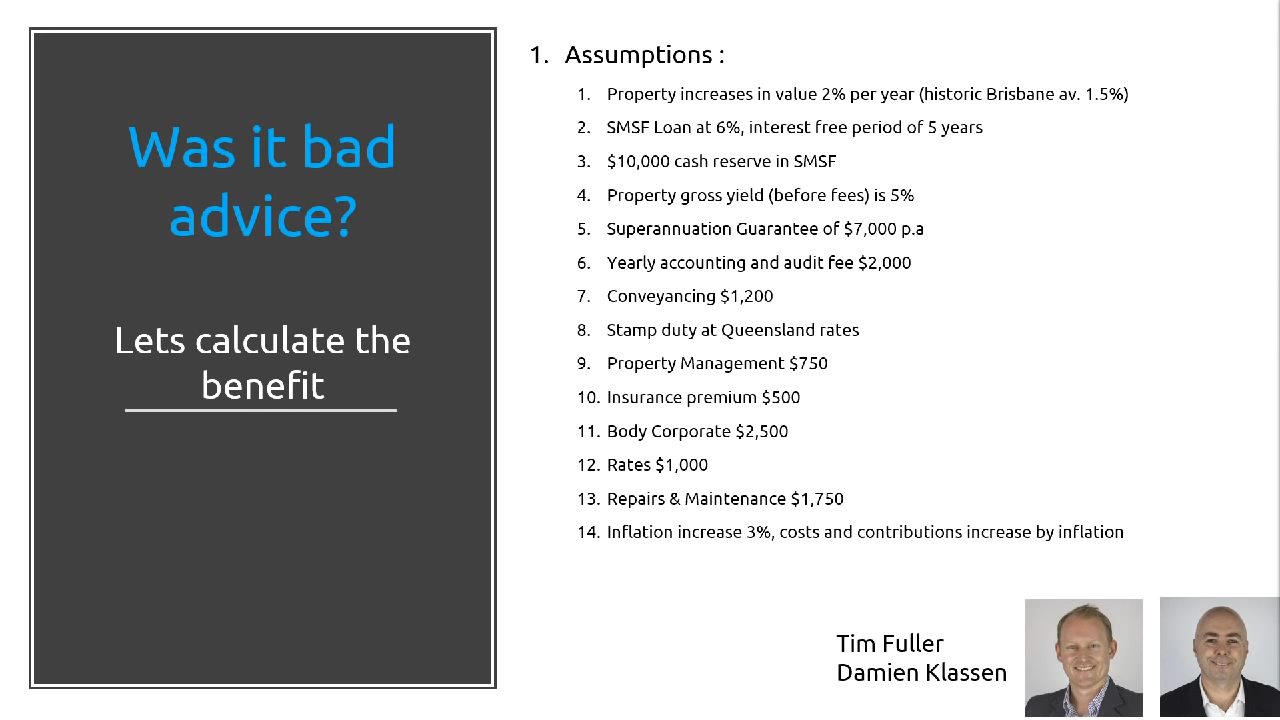 Was it bad
advice?
Lets calculate the
benefit
1. Assumptions :
1. Property increases in value 2% per year (historic Brisbane av. 1.5%)
2. SMSF Loan at 6%, interest free period of 5 years
3. $10,000 cash reserve in SMSF
4. Property gross yield (before fees) is 5%
5. Superannuation Guarantee of $7,000 p.a
6. Yearly accounting and audit fee $2,000
7. Conveyancing $1,200
8. Stamp duty at Queensland rates
9. Property Management $750
10. Insurance premium $500
11. Body Corporate $2,500
12. Rates $1,000
13. Repairs & Maintenance $1,750
14. Inflation increase 3%, costs and contributions increase by inflation
Tim Fuller
Damien Klassen